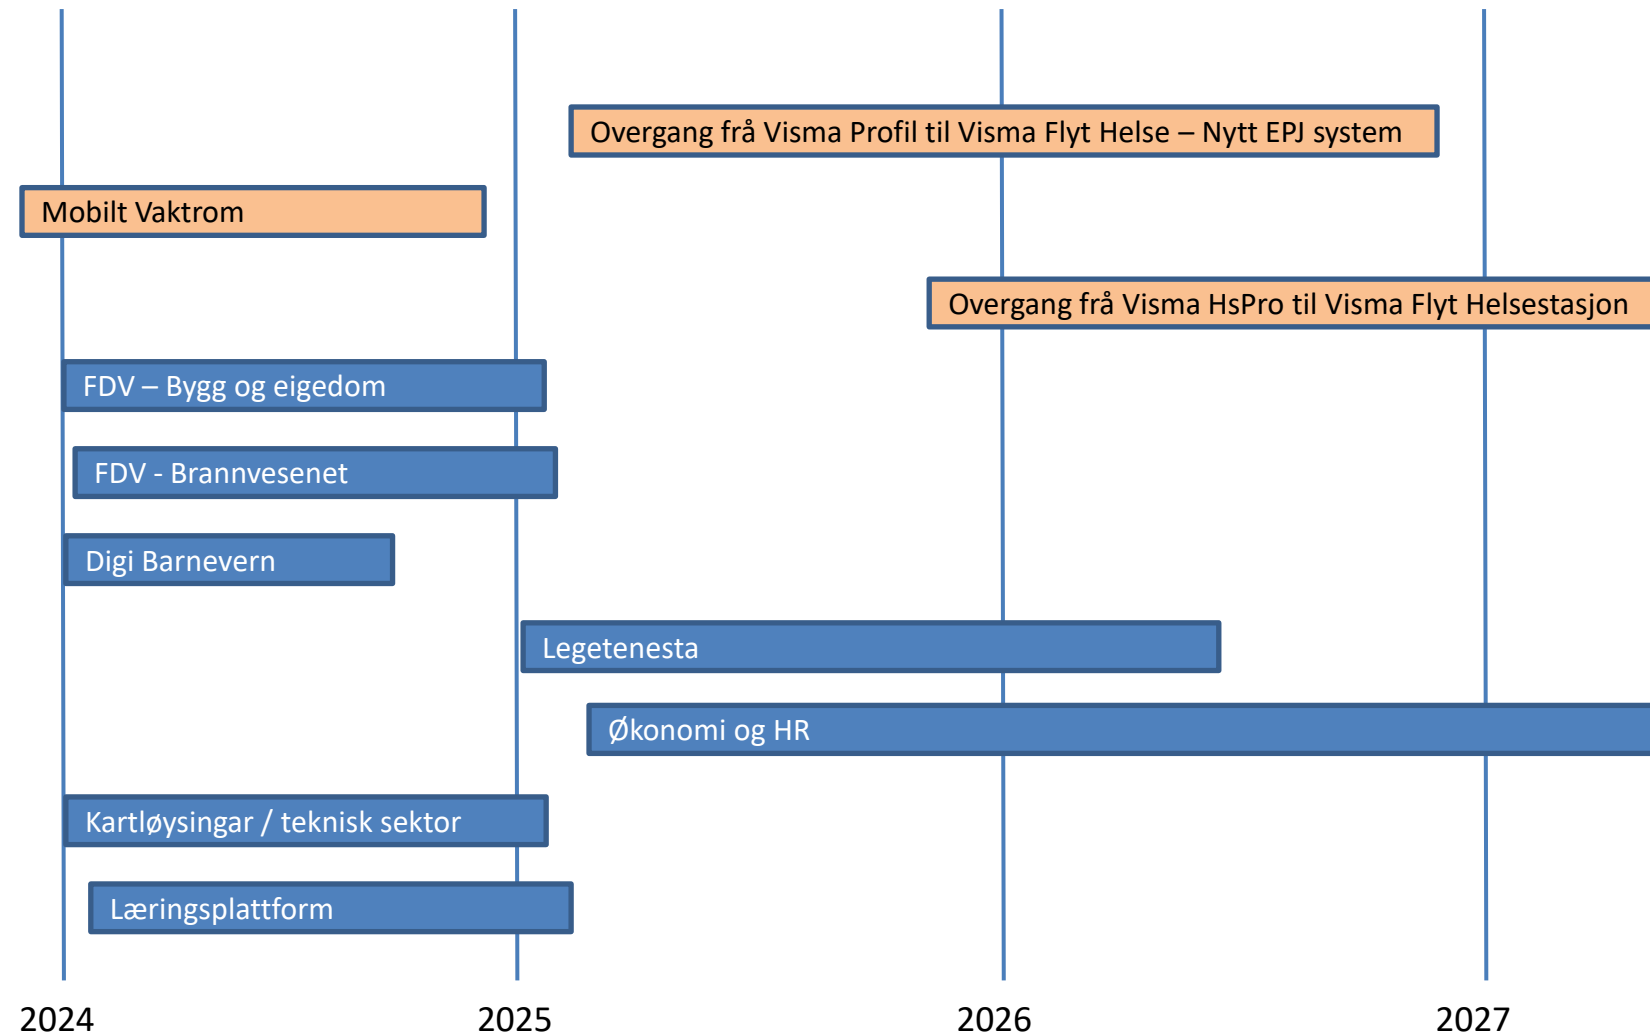 Overgang frå Visma Profil til Visma Flyt Helse – Nytt EPJ system
Mobilt Vaktrom
Overgang frå Visma HsPro til Visma Flyt Helsestasjon
FDV – Bygg og eigedom
FDV - Brannvesenet
Digi Barnevern
Legetenesta
Økonomi og HR
Kartløysingar / teknisk sektor
Læringsplattform
2024 2025 2026 2027